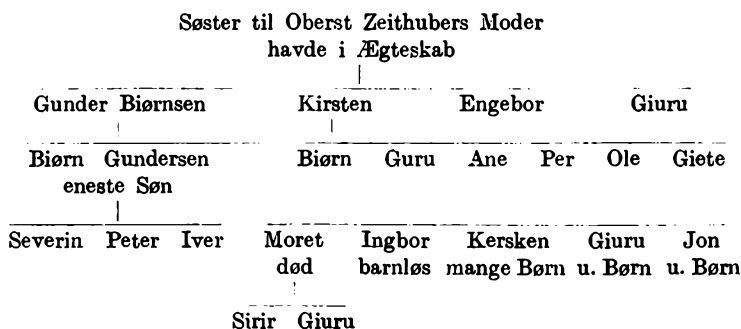 Søster til Oberst Zeithubers Moder
havde i Ægteskab
Gunder Biørnsen Kirsten Engebor Giuru
Biørn Gundersen Biørn Guru Ane Per Ole Giete
eneste Søn
Severin Peter Iver Moret Ingbor Kersken Giuru Jon
død barnløs mange Børn u. Børn u. Børn
Sirir Giuru